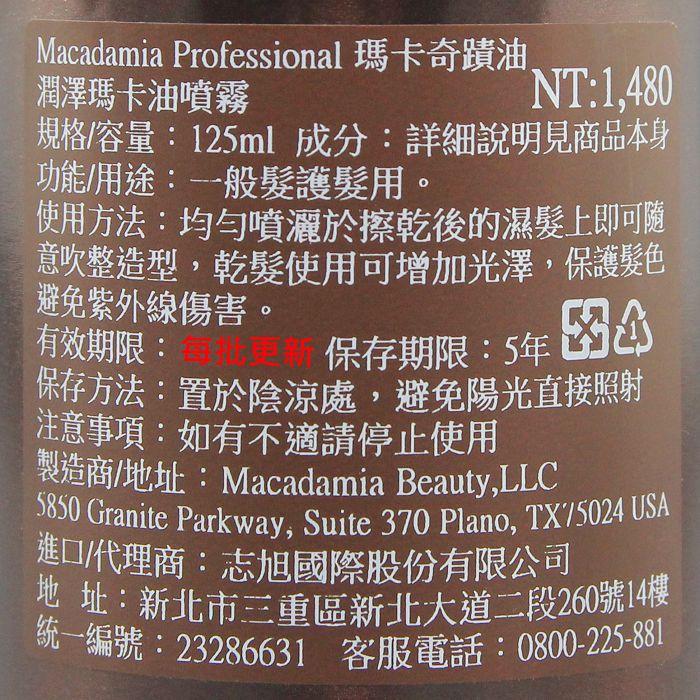 Macadamia Professional 瑪卡奇蹟油
潤澤瑪卡油噴霧 NT:1,480
規格/容量：125ml 成分：詳細說明見商品本身
功能/用途：一般髮護髮用。
使用方法：均勻噴灑於擦乾後的濕髮上即可隨
意吹整造型，乾髮使用可增加光澤，保護髮色
避免紫外線傷害。
有效期限：每批更新 保存期限：5年
保存方法：置於陰涼處，避免陽光直接照射
注意事項：如有不適請停止使用
製造商/地址：Macadamia Beauty,LLC
5850 Granite Parkway, Suite 370 Plano, TX75024 USA
進口/代理商：志旭國際股份有限公司
地 址：新北市三重區新北大道二段260號14樓
統一編號：23286631 客服電話：0800-225-881